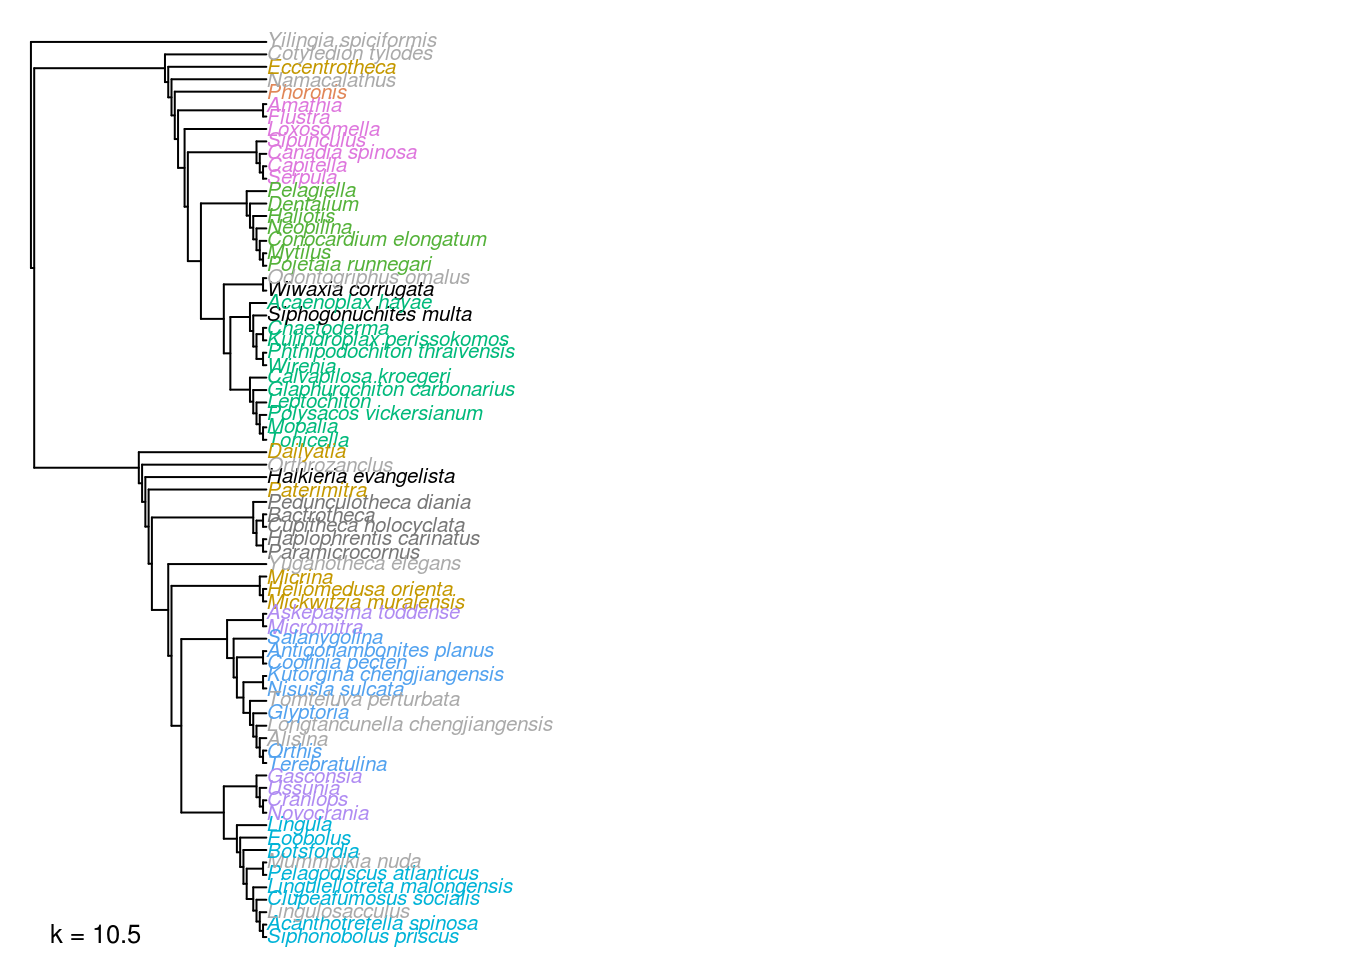 Yilingia spiciformis
Cotyledion tylodes
Eccentrotheca
Namacalathus
Phoronis
Amathia
Flustra
Loxosomella
Sipunculus
Canadia spinosa
Capitella
Serpula
Pelagiella
Dentalium
Haliotis
Neopilina
Conocardium elongatum
Mytilus
Pojetaia runnegari
Odontogriphus omalus
Wiwaxia corrugata
Acaenoplax hayae
Siphogonuchites multa
Chaetoderma
Kulindroplax perissokomos
Phthipodochiton thraivensis
Wirenia
Calvapilosa kroegeri
Glaphurochiton carbonarius
Leptochiton
Polysacos vickersianum
Mopalia
Tonicella
Dailyatia
Orthrozanclus
Halkieria evangelista
Paterimitra
Pedunculotheca diania
Bactrotheca
Cupitheca holocyclata
Haplophrentis carinatus
Paramicrocornus
Yuganotheca elegans
Micrina
Heliomedusa orienta
Mickwitzia muralensis
Askepasma toddense
Micromitra
Salanygolina
Antigonambonites planus
Coolinia pecten
Kutorgina chengjiangensis
Nisusia sulcata
Tomteluva perturbata
Glyptoria
Longtancunella chengjiangensis
Alisina
Orthis
Terebratulina
Gasconsia
Ussunia
Craniops
Novocrania
Lingula
Eoobolus
Botsfordia
Mummpikia nuda
Pelagodiscus atlanticus
Lingulellotreta malongensis
Clupeafumosus socialis
Lingulosacculus
Acanthotretella spinosa
Siphonobolus priscus
k = 10.5